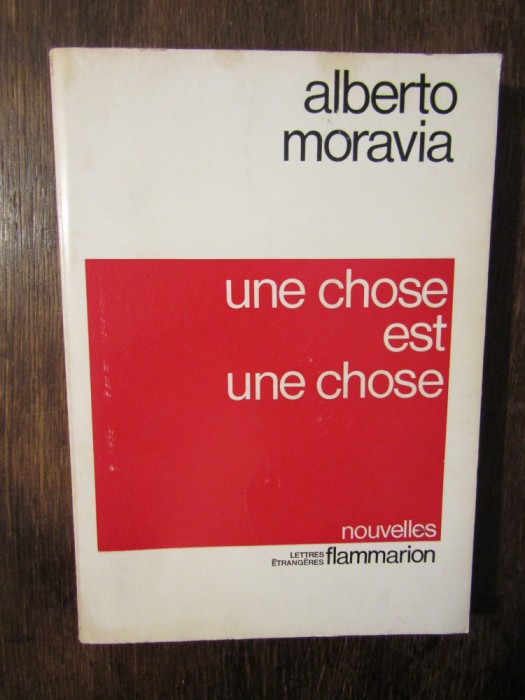 alberto
moravia
une chose
est
une chose
nouvelles
LETTRES
ÉTRANGÈRES flammarion